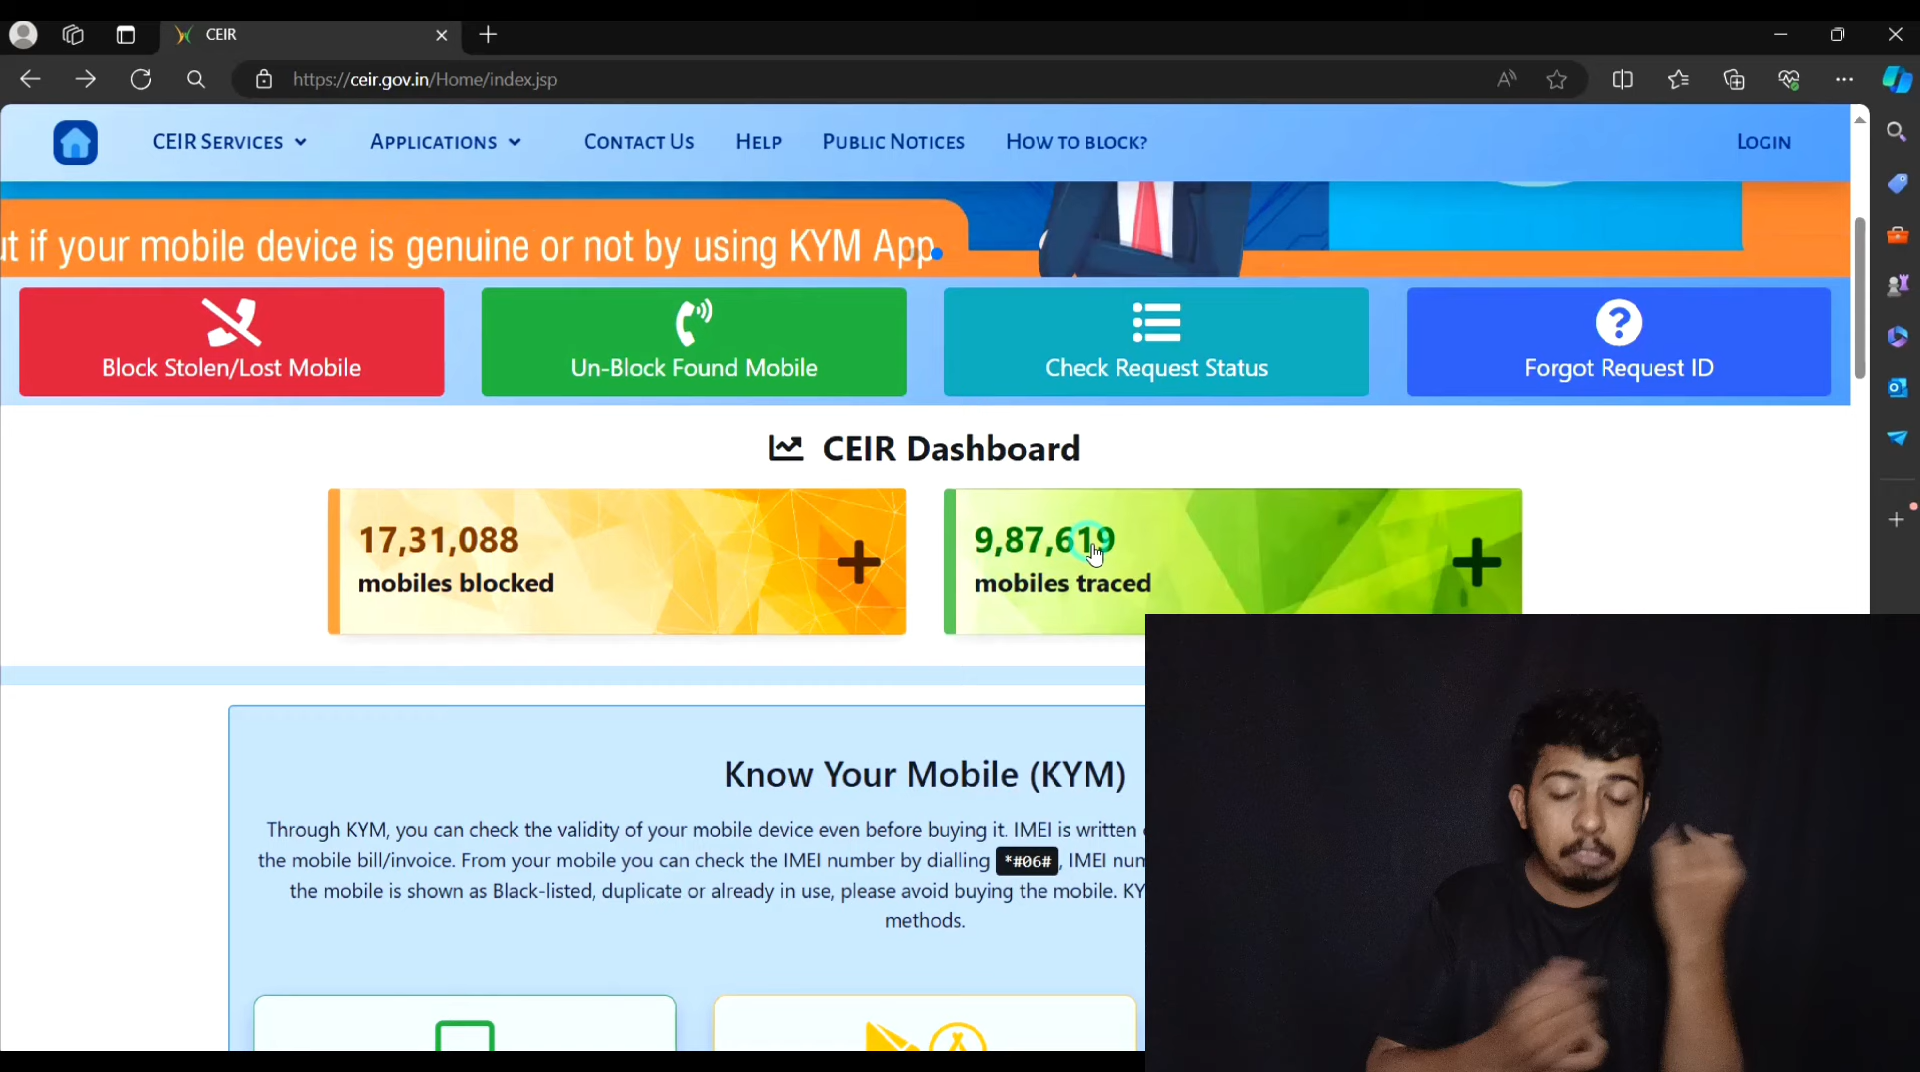 CEIR
https://ceir.gov.in/Home/index.jsp
CEIR SERVICES
APPLICATIONS
CONTACT US
HELP
PUBLIC NOTICES
HOW TO BLOCK?
LOGIN
if your mobile device is genuine or not by using KYM App
Block Stolen/Lost Mobile
Un-Block Found Mobile
Check Request Status
Forgot Request ID
CEIR Dashboard
17,31,088
mobiles blocked
9,87,619
mobiles traced
Know Your Mobile (KYM)
Through KYM, you can check the validity of your mobile device even before buying it. IMEI is written
the mobile bill/invoice. From your mobile you can check the IMEI number by dialling *#06#, IMEI
the mobile is shown as Black-listed, duplicate or already in use, please avoid buying the mobile.
methods.